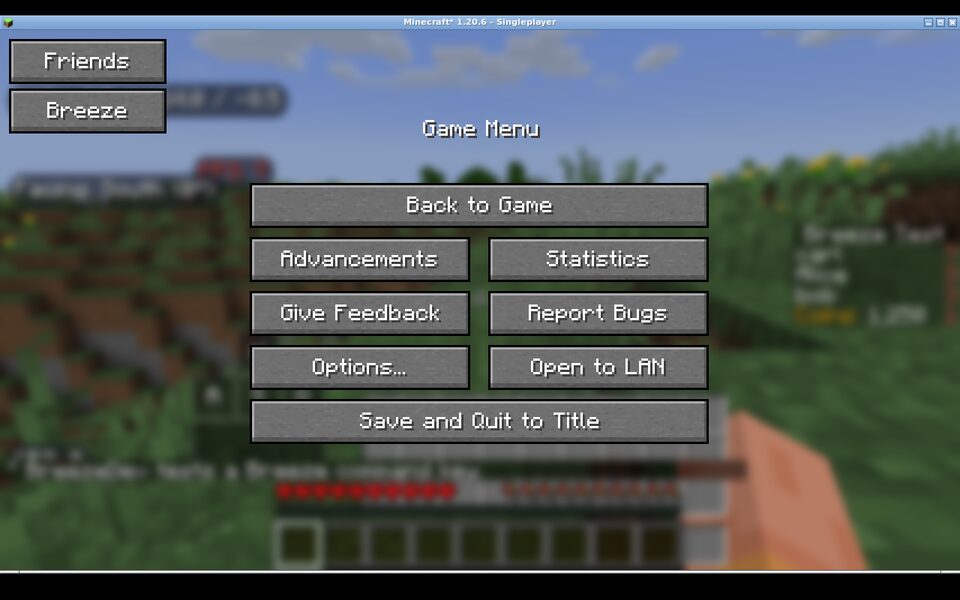 Minecraft* 1.20.6 - Singleplayer
Friends
Breeze
Game Menu
Back to Game
Advancements
Statistics
Give Feedback
Report Bugs
Options...
Open to LAN
Save and Quit to Title